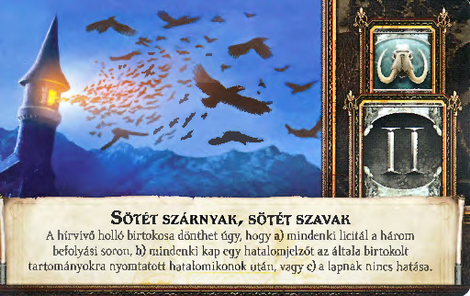 II
SÖTÉT SZÁRNYAK, SÖTÉT SZAVAK
A hírvivő holló birtokosa dönthet úgy, hogy a) mindenki licitál a három
befolyási soron, b) mindenki kap egy hatalomjelzőt az általa birtokolt
tartományokra nyomtatott hatalomikonok után, vagy c) a lapnak nincs hatása.